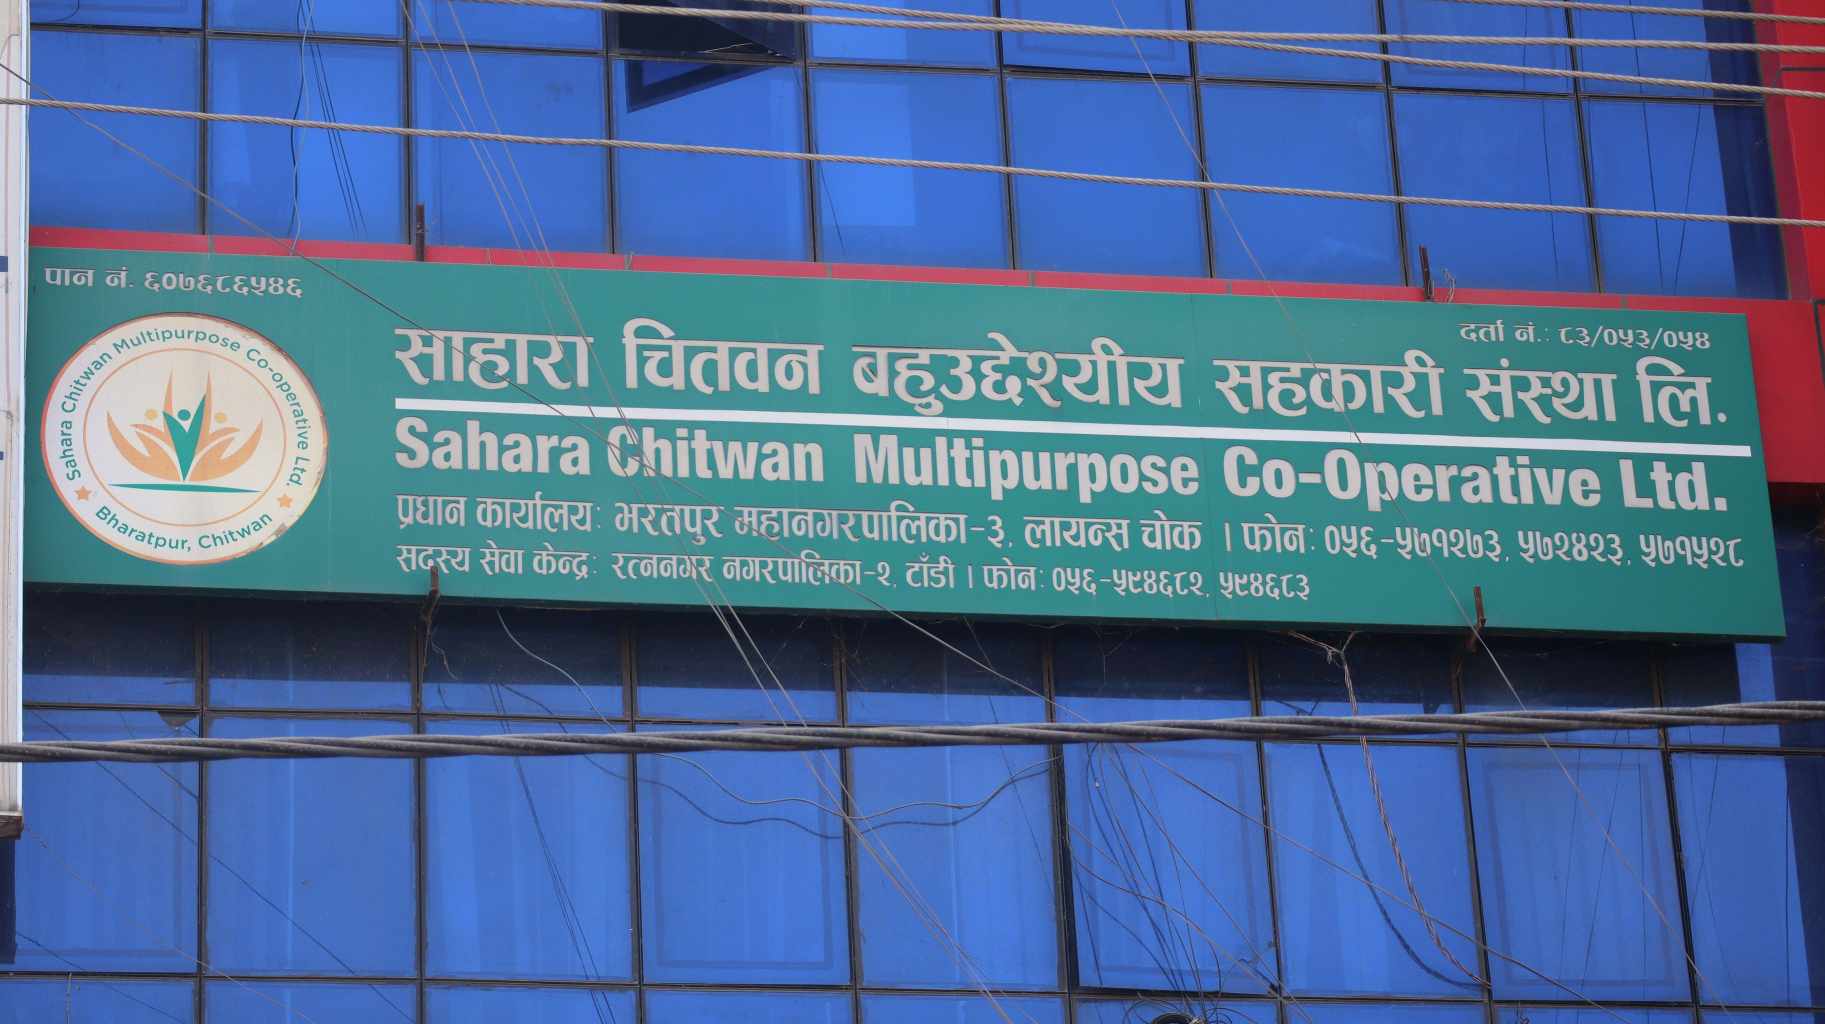 पान नं. ६०७६८६५४६
दर्ता नं.: ८३/०५३/०५४
साहारा चितवन बहुउद्देश्यीय सहकारी संस्था लि.
Sahara Chitwan Multipurpose Co-Operative Ltd.
प्रधान कार्यालय: भरतपुर महानगरपालिका-३, लायन्स चोक । फोन: ०५६-५७१२७३, ५७२४२३, ५७१५२८
सदस्य सेवा केन्द्र: रत्ननगर नगरपालिका-२, टाँडी । फोन: ०५६-५९४६८२, ५९४६८३
Sahara Chitwan Multipurpose Co-operative Ltd.
Bharatpur, Chitwan